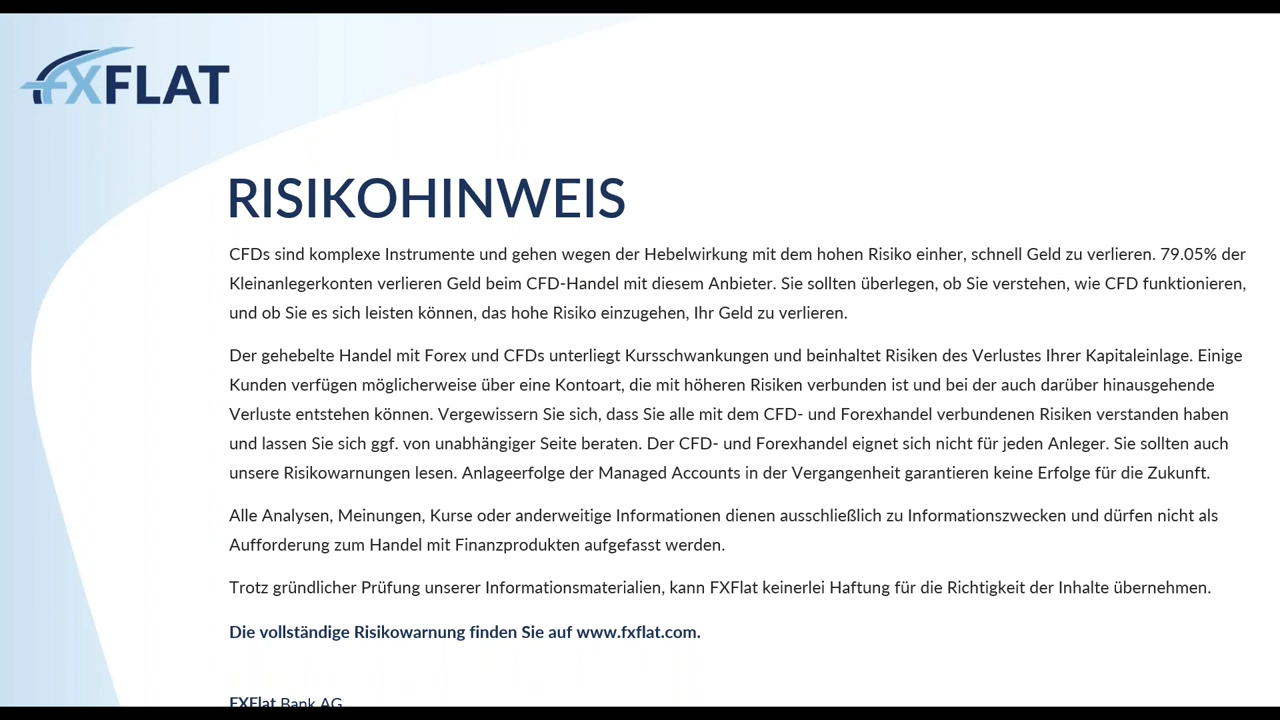 FXFLAT
RISIKOHINWEIS
CFDs sind komplexe Instrumente und gehen wegen der Hebelwirkung mit dem hohen Risiko einher, schnell Geld zu verlieren. 79.05% der
Kleinanlegerkonten verlieren Geld beim CFD-Handel mit diesem Anbieter. Sie sollten überlegen, ob Sie verstehen, wie CFD funktionieren,
und ob Sie es sich leisten können, das hohe Risiko einzugehen, Ihr Geld zu verlieren.
Der gehebelte Handel mit Forex und CFDs unterliegt Kursschwankungen und beinhaltet Risiken des Verlustes Ihrer Kapitaleinlage. Einige
Kunden verfügen möglicherweise über eine Kontoart, die mit höheren Risiken verbunden ist und bei der auch darüber hinausgehende
Verluste entstehen können. Vergewissern Sie sich, dass Sie alle mit dem CFD- und Forexhandel verbundenen Risiken verstanden haben
und lassen Sie sich ggf. von unabhängiger Seite beraten. Der CFD- und Forexhandel eignet sich nicht für jeden Anleger. Sie sollten auch
unsere Risikowarnungen lesen. Anlageerfolge der Managed Accounts in der Vergangenheit garantieren keine Erfolge für die Zukunft.
Alle Analysen, Meinungen, Kurse oder anderweitige Informationen dienen ausschließlich zu Informationszwecken und dürfen nicht als
Aufforderung zum Handel mit Finanzprodukten aufgefasst werden.
Trotz gründlicher Prüfung unserer Informationsmaterialien, kann FXFlat keinerlei Haftung für die Richtigkeit der Inhalte übernehmen.
Die vollständige Risikowarnung finden Sie auf www.fxflat.com.
FXFlat Bank AG